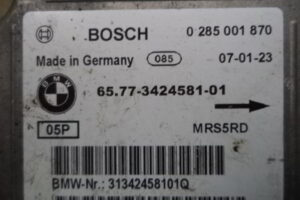 BOSCH 0 285 001 870
Made in Germany 085 07-01-23
BMW 65.77-3424581-01
05P MRS5RD
BMW-Nr.: 31342458101Q